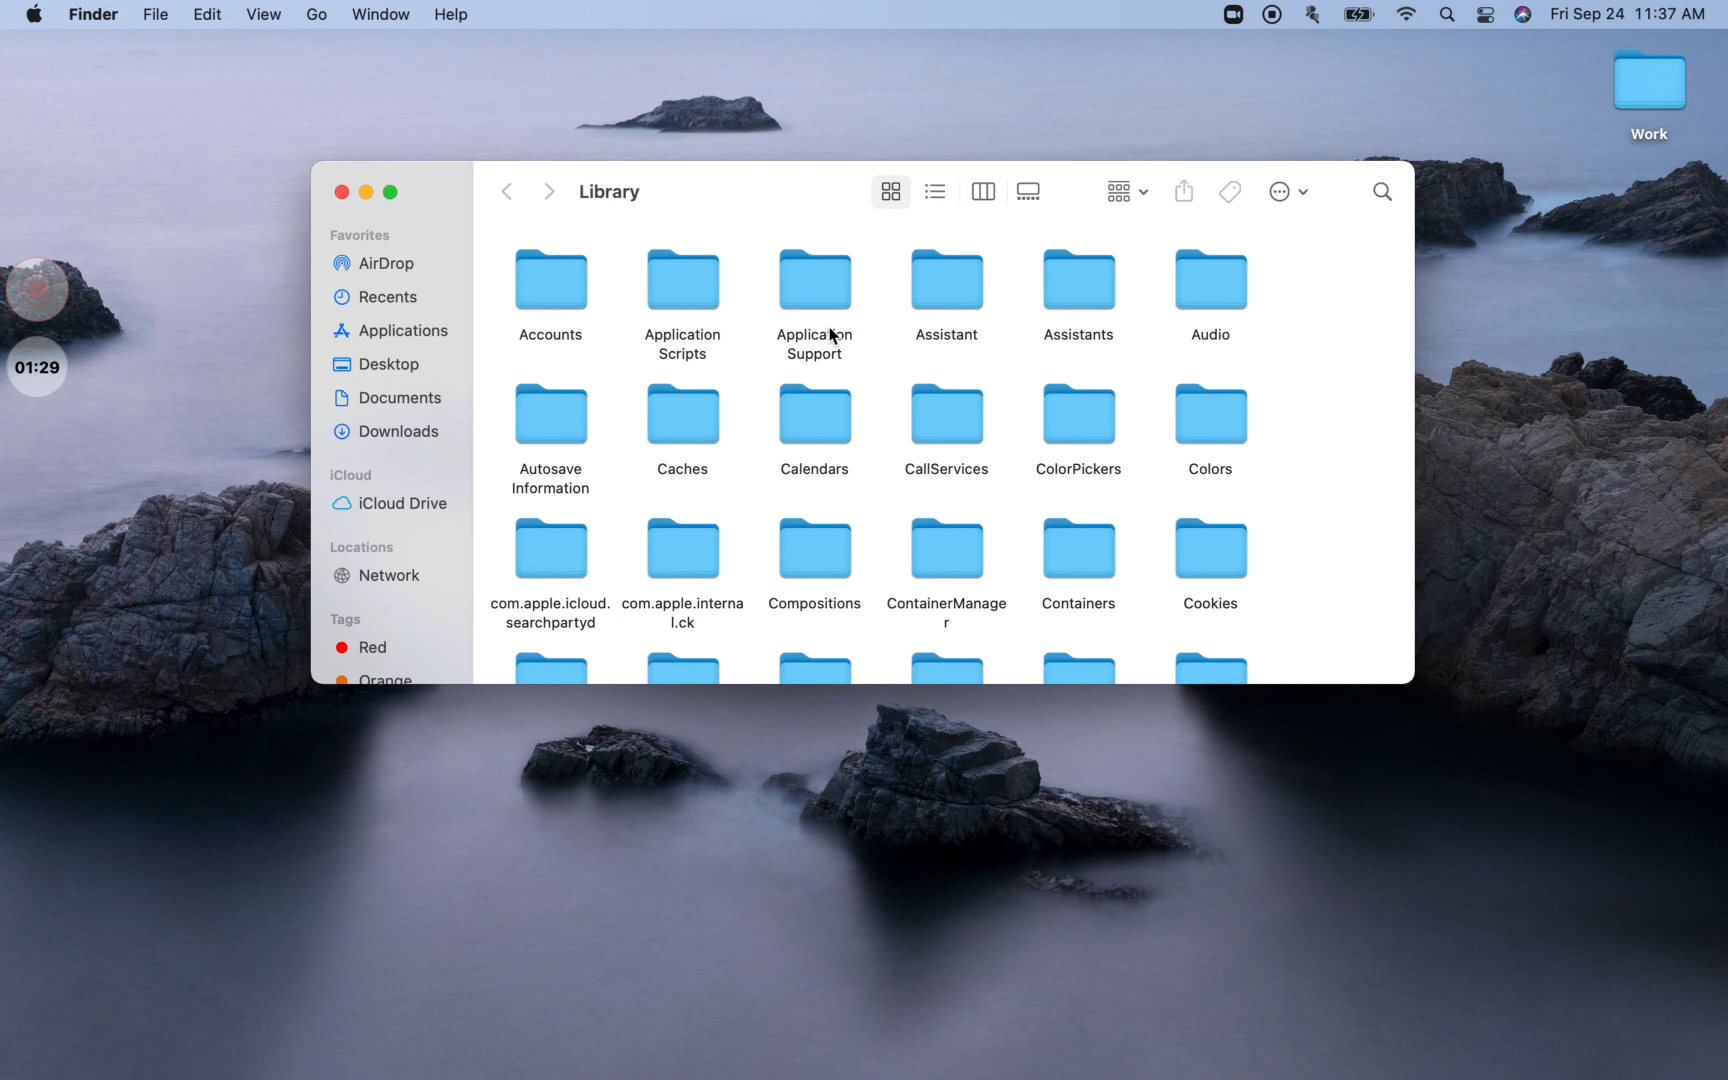 Finder File Edit View Go Window Help Fri Sep 24 11:37 AM
Work
Library
Favorites
AirDrop
Recents
Applications
Desktop
Documents
Downloads
iCloud
iCloud Drive
Locations
Network
Tags
Red
Orange
01:29
Accounts Application Scripts Application Support Assistant Assistants Audio
Autosave Information Caches Calendars CallServices ColorPickers Colors
com.apple.icloud.searchpartyd com.apple.internal.ck Compositions ContainerManager Containers Cookies